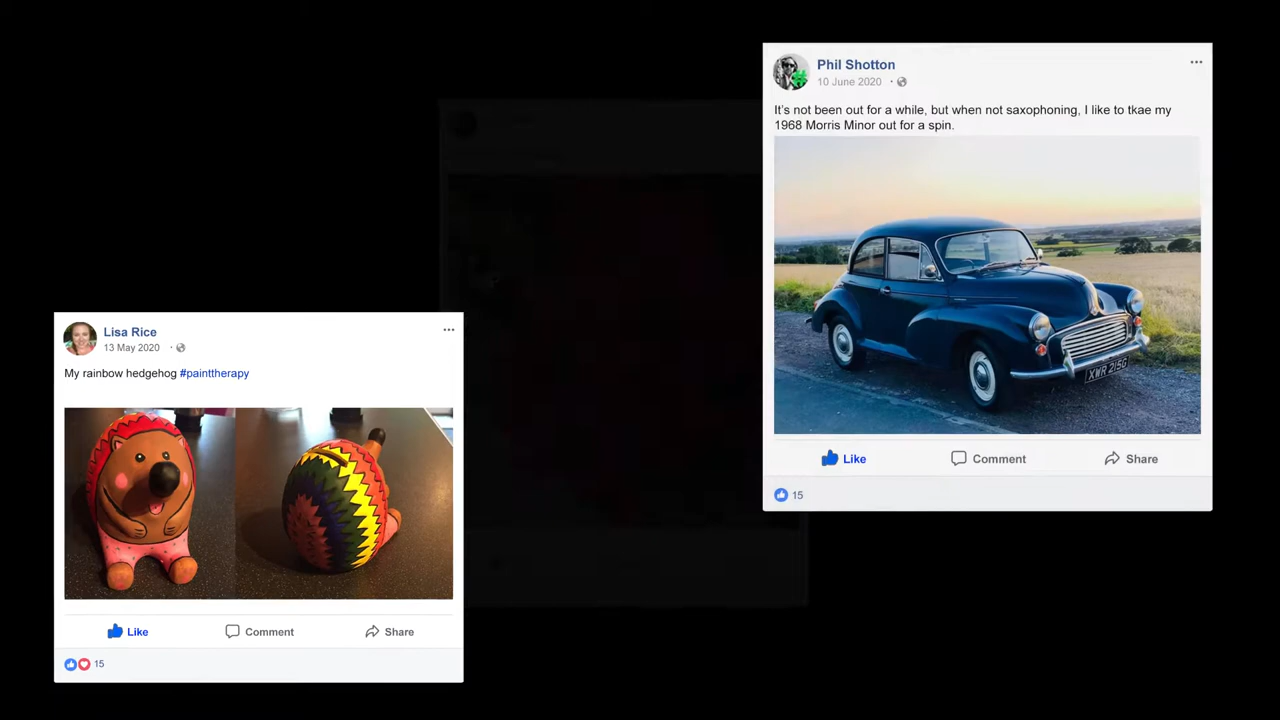 Phil Shotton
10 June 2020 ·
It's not been out for a while, but when not saxophoning, I like to tkae my
1968 Morris Minor out for a spin.
XWR 215G
Like Comment Share
15
Lisa Rice
13 May 2020 ·
My rainbow hedgehog #painttherapy
Like Comment Share
15